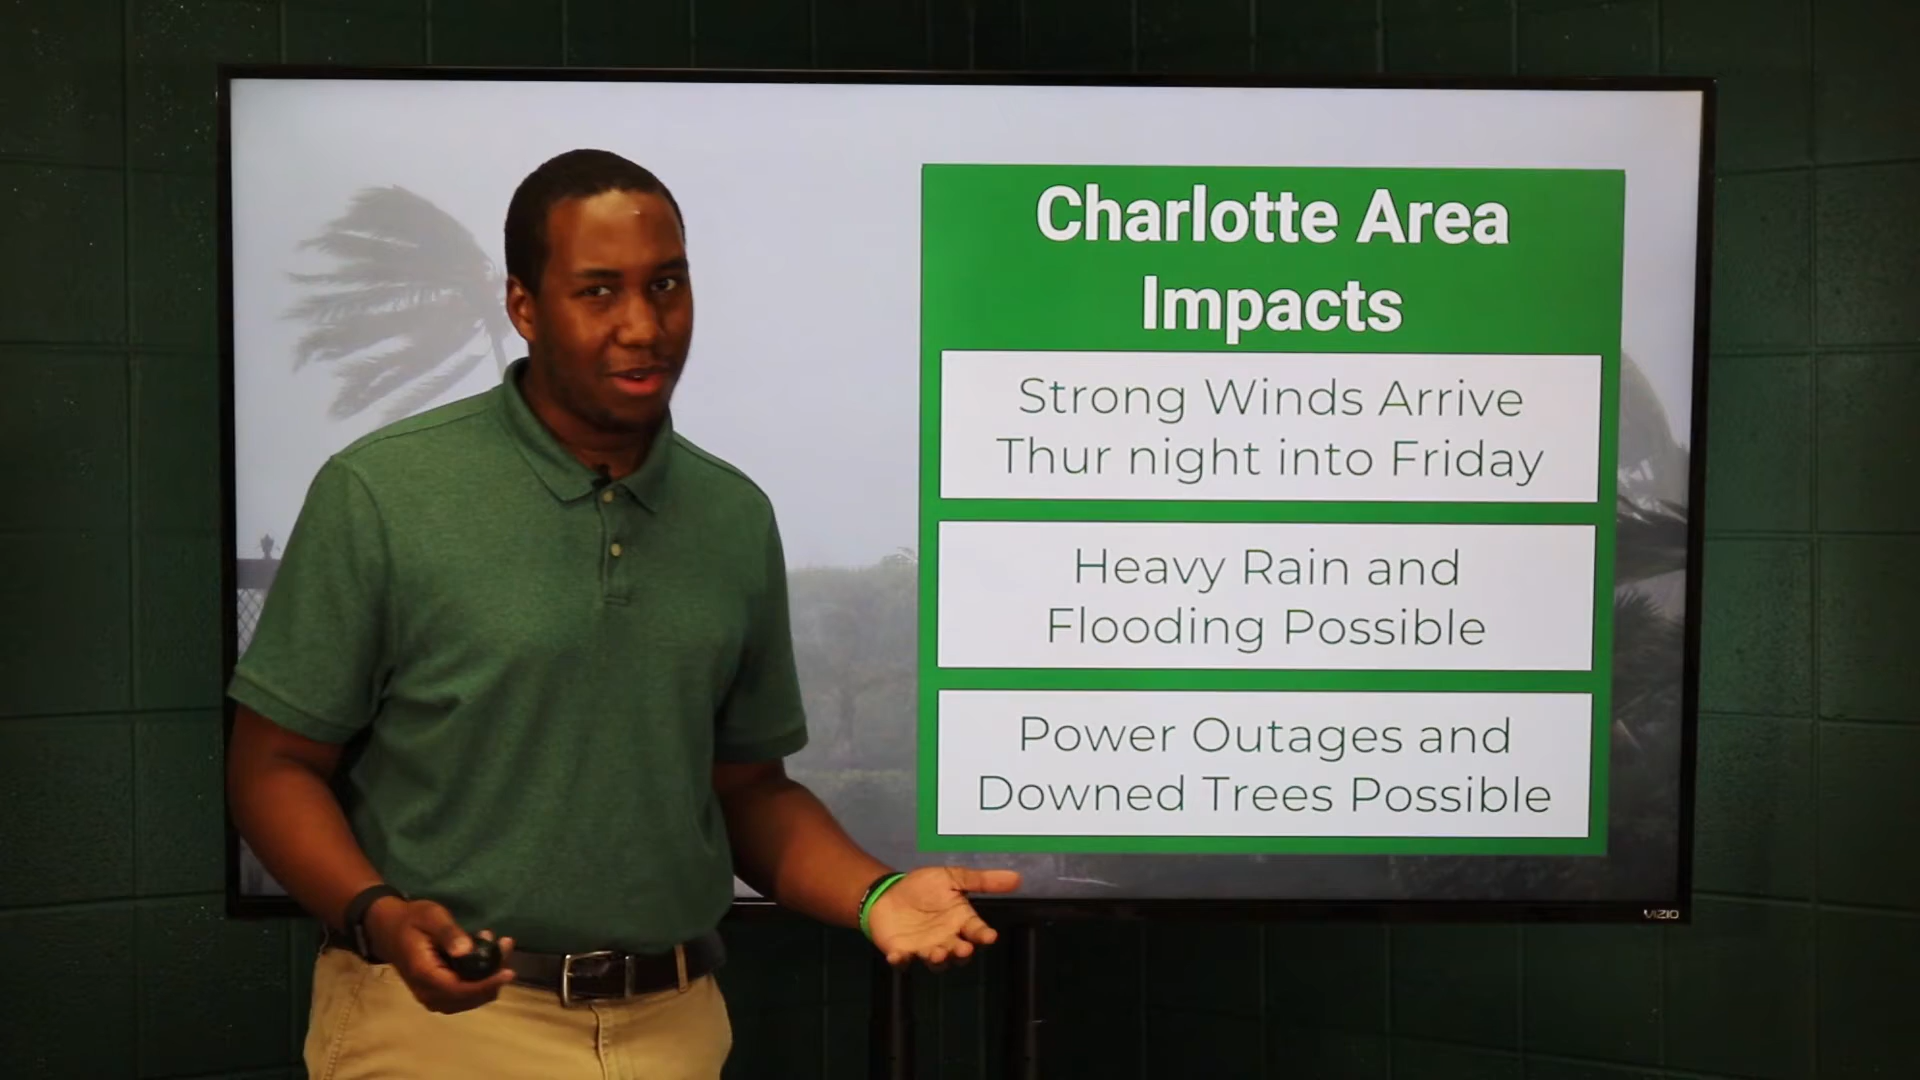 Charlotte Area
Impacts
Strong Winds Arrive
Thur night into Friday
Heavy Rain and
Flooding Possible
Power Outages and
Downed Trees Possible
VIZIO